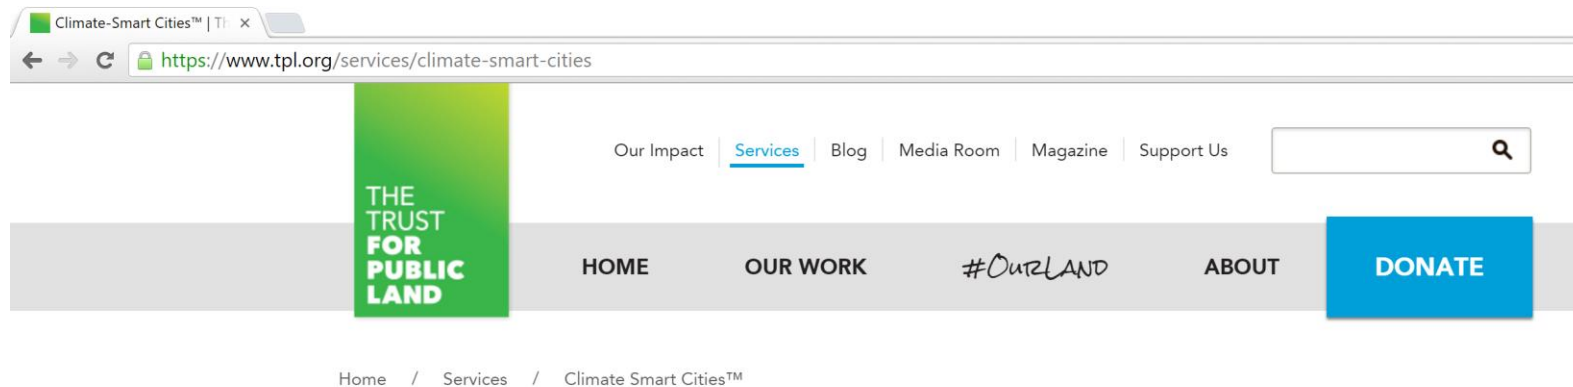 Climate-Smart Cities™ | Th
https://www.tpl.org/services/climate-smart-cities
Our Impact Services Blog Media Room Magazine Support Us
THE
TRUST
FOR
PUBLIC
LAND
HOME OUR WORK #OURLAND ABOUT DONATE
Home / Services / Climate Smart Cities™